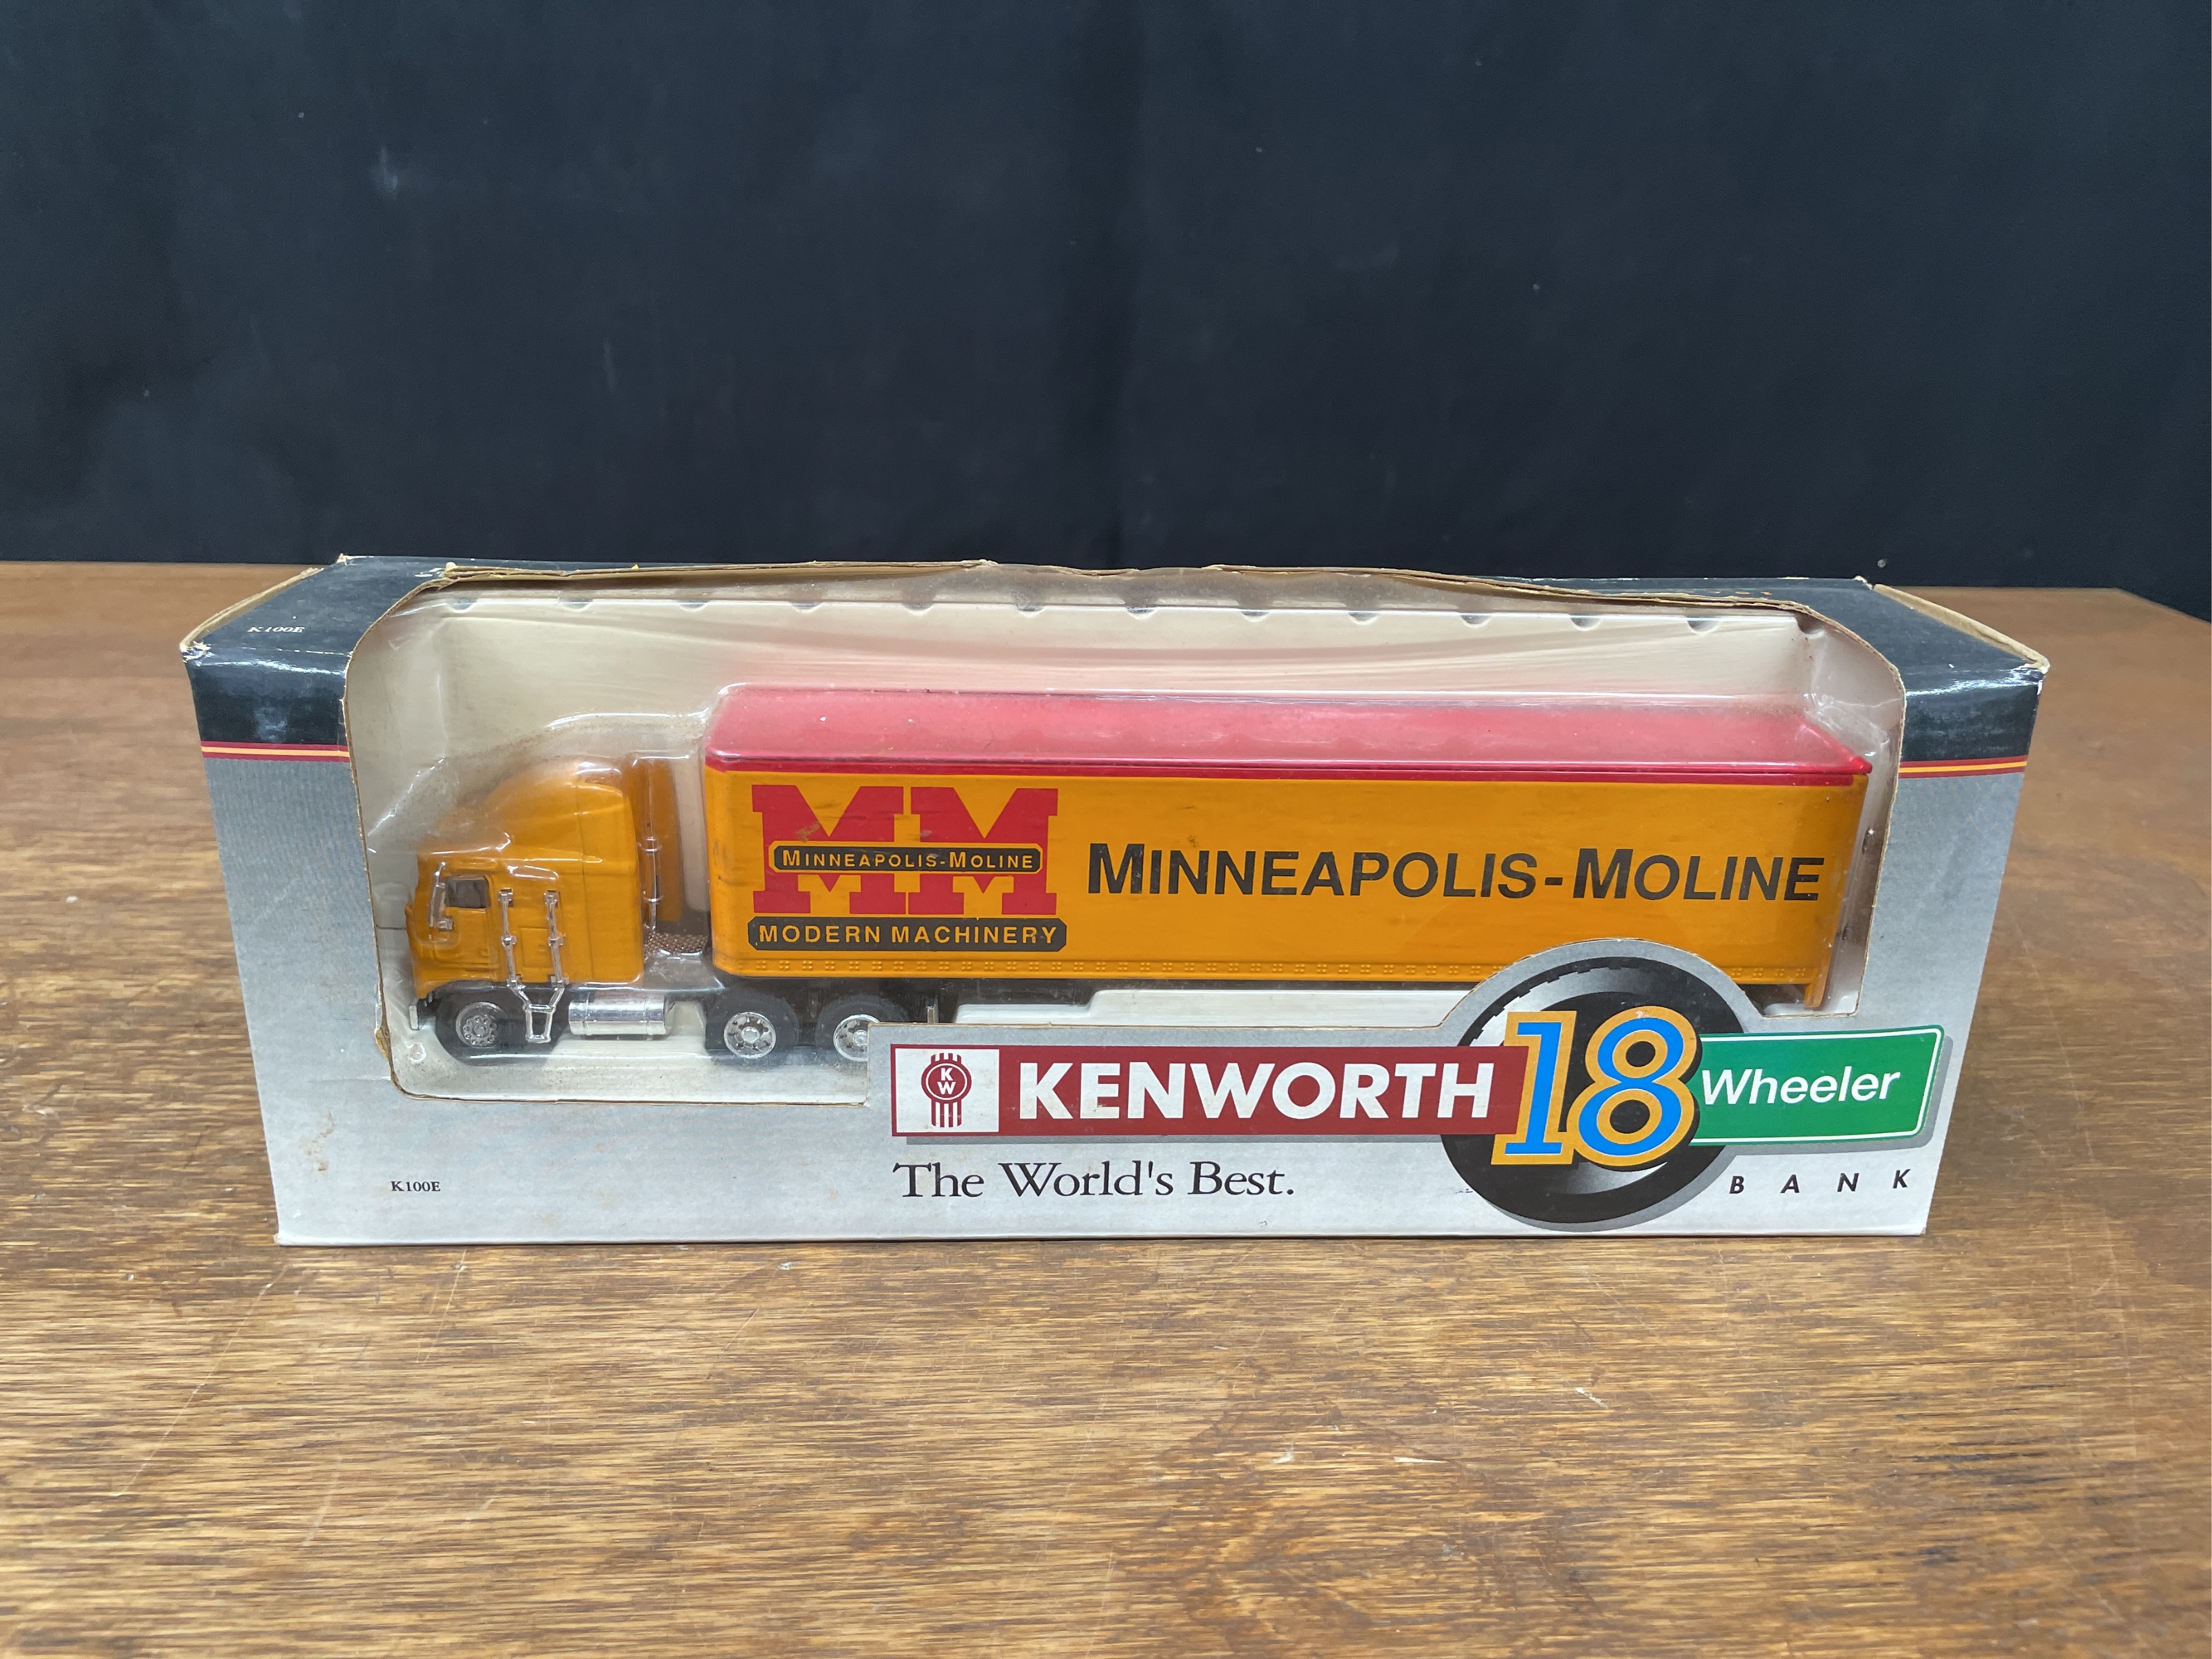 K100E
MM
MINNEAPOLIS-MOLINE
MODERN MACHINERY
MINNEAPOLIS-MOLINE
KW
KENWORTH
18
Wheeler
The World's Best.
BANK
K100E